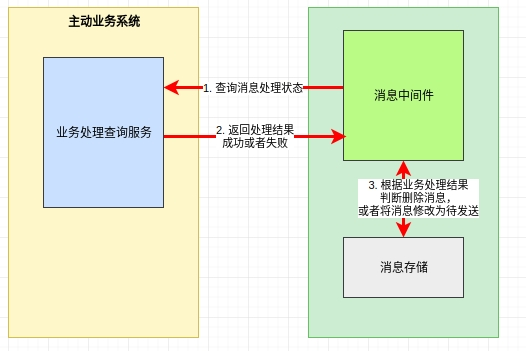 主动业务系统
业务处理查询服务
1. 查询消息处理状态
2. 返回处理结果
成功或者失败
消息中间件
3. 根据业务处理结果
判断删除消息，
或者将消息修改为待发送
消息存储